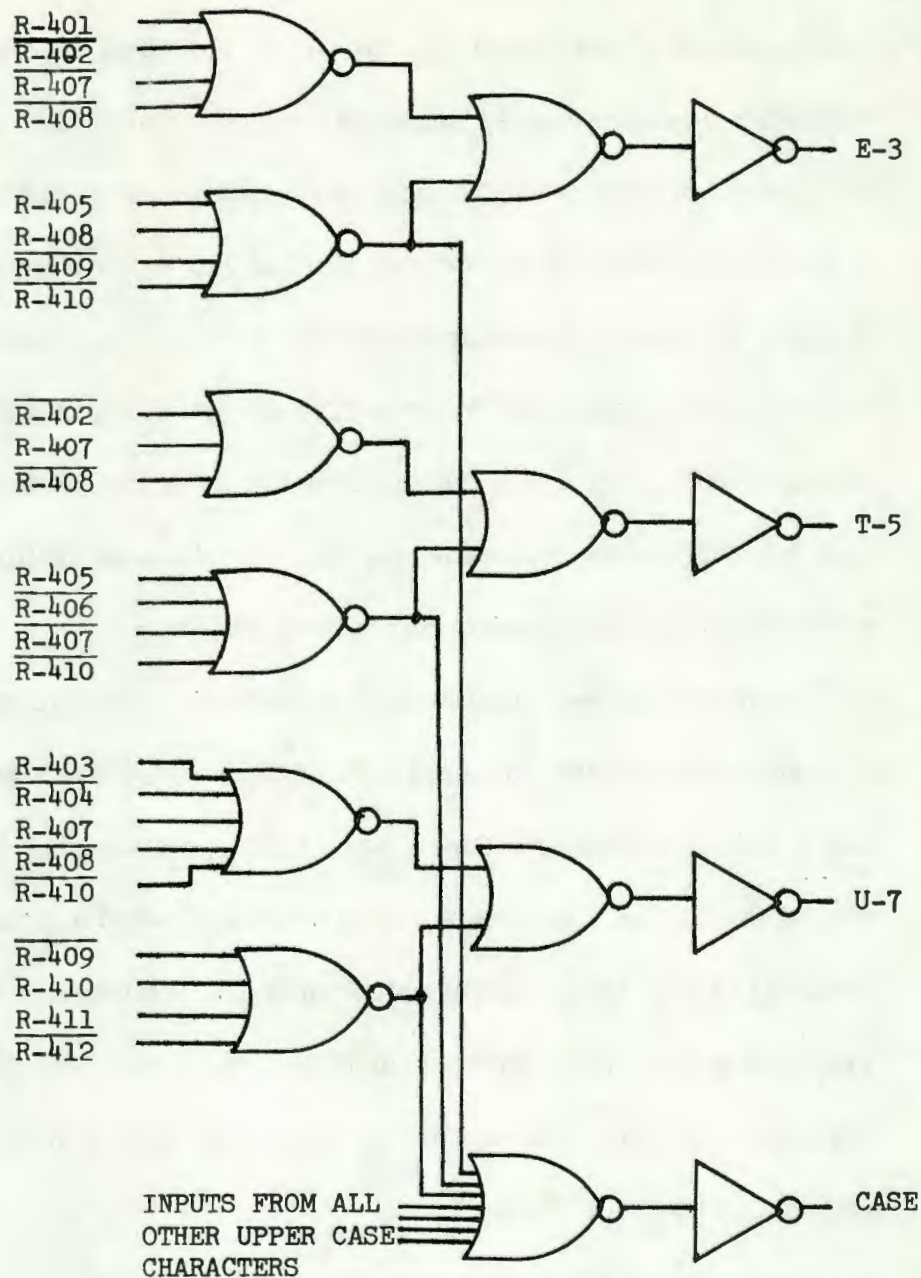 R-401
R-402
R-407
R-408
E-3
R-405
R-408
R-409
R-410
R-402
R-407
R-408
T-5
R-405
R-406
R-407
R-410
R-403
R-404
R-407
R-408
R-410
U-7
R-409
R-410
R-411
R-412
INPUTS FROM ALL
OTHER UPPER CASE
CHARACTERS
CASE